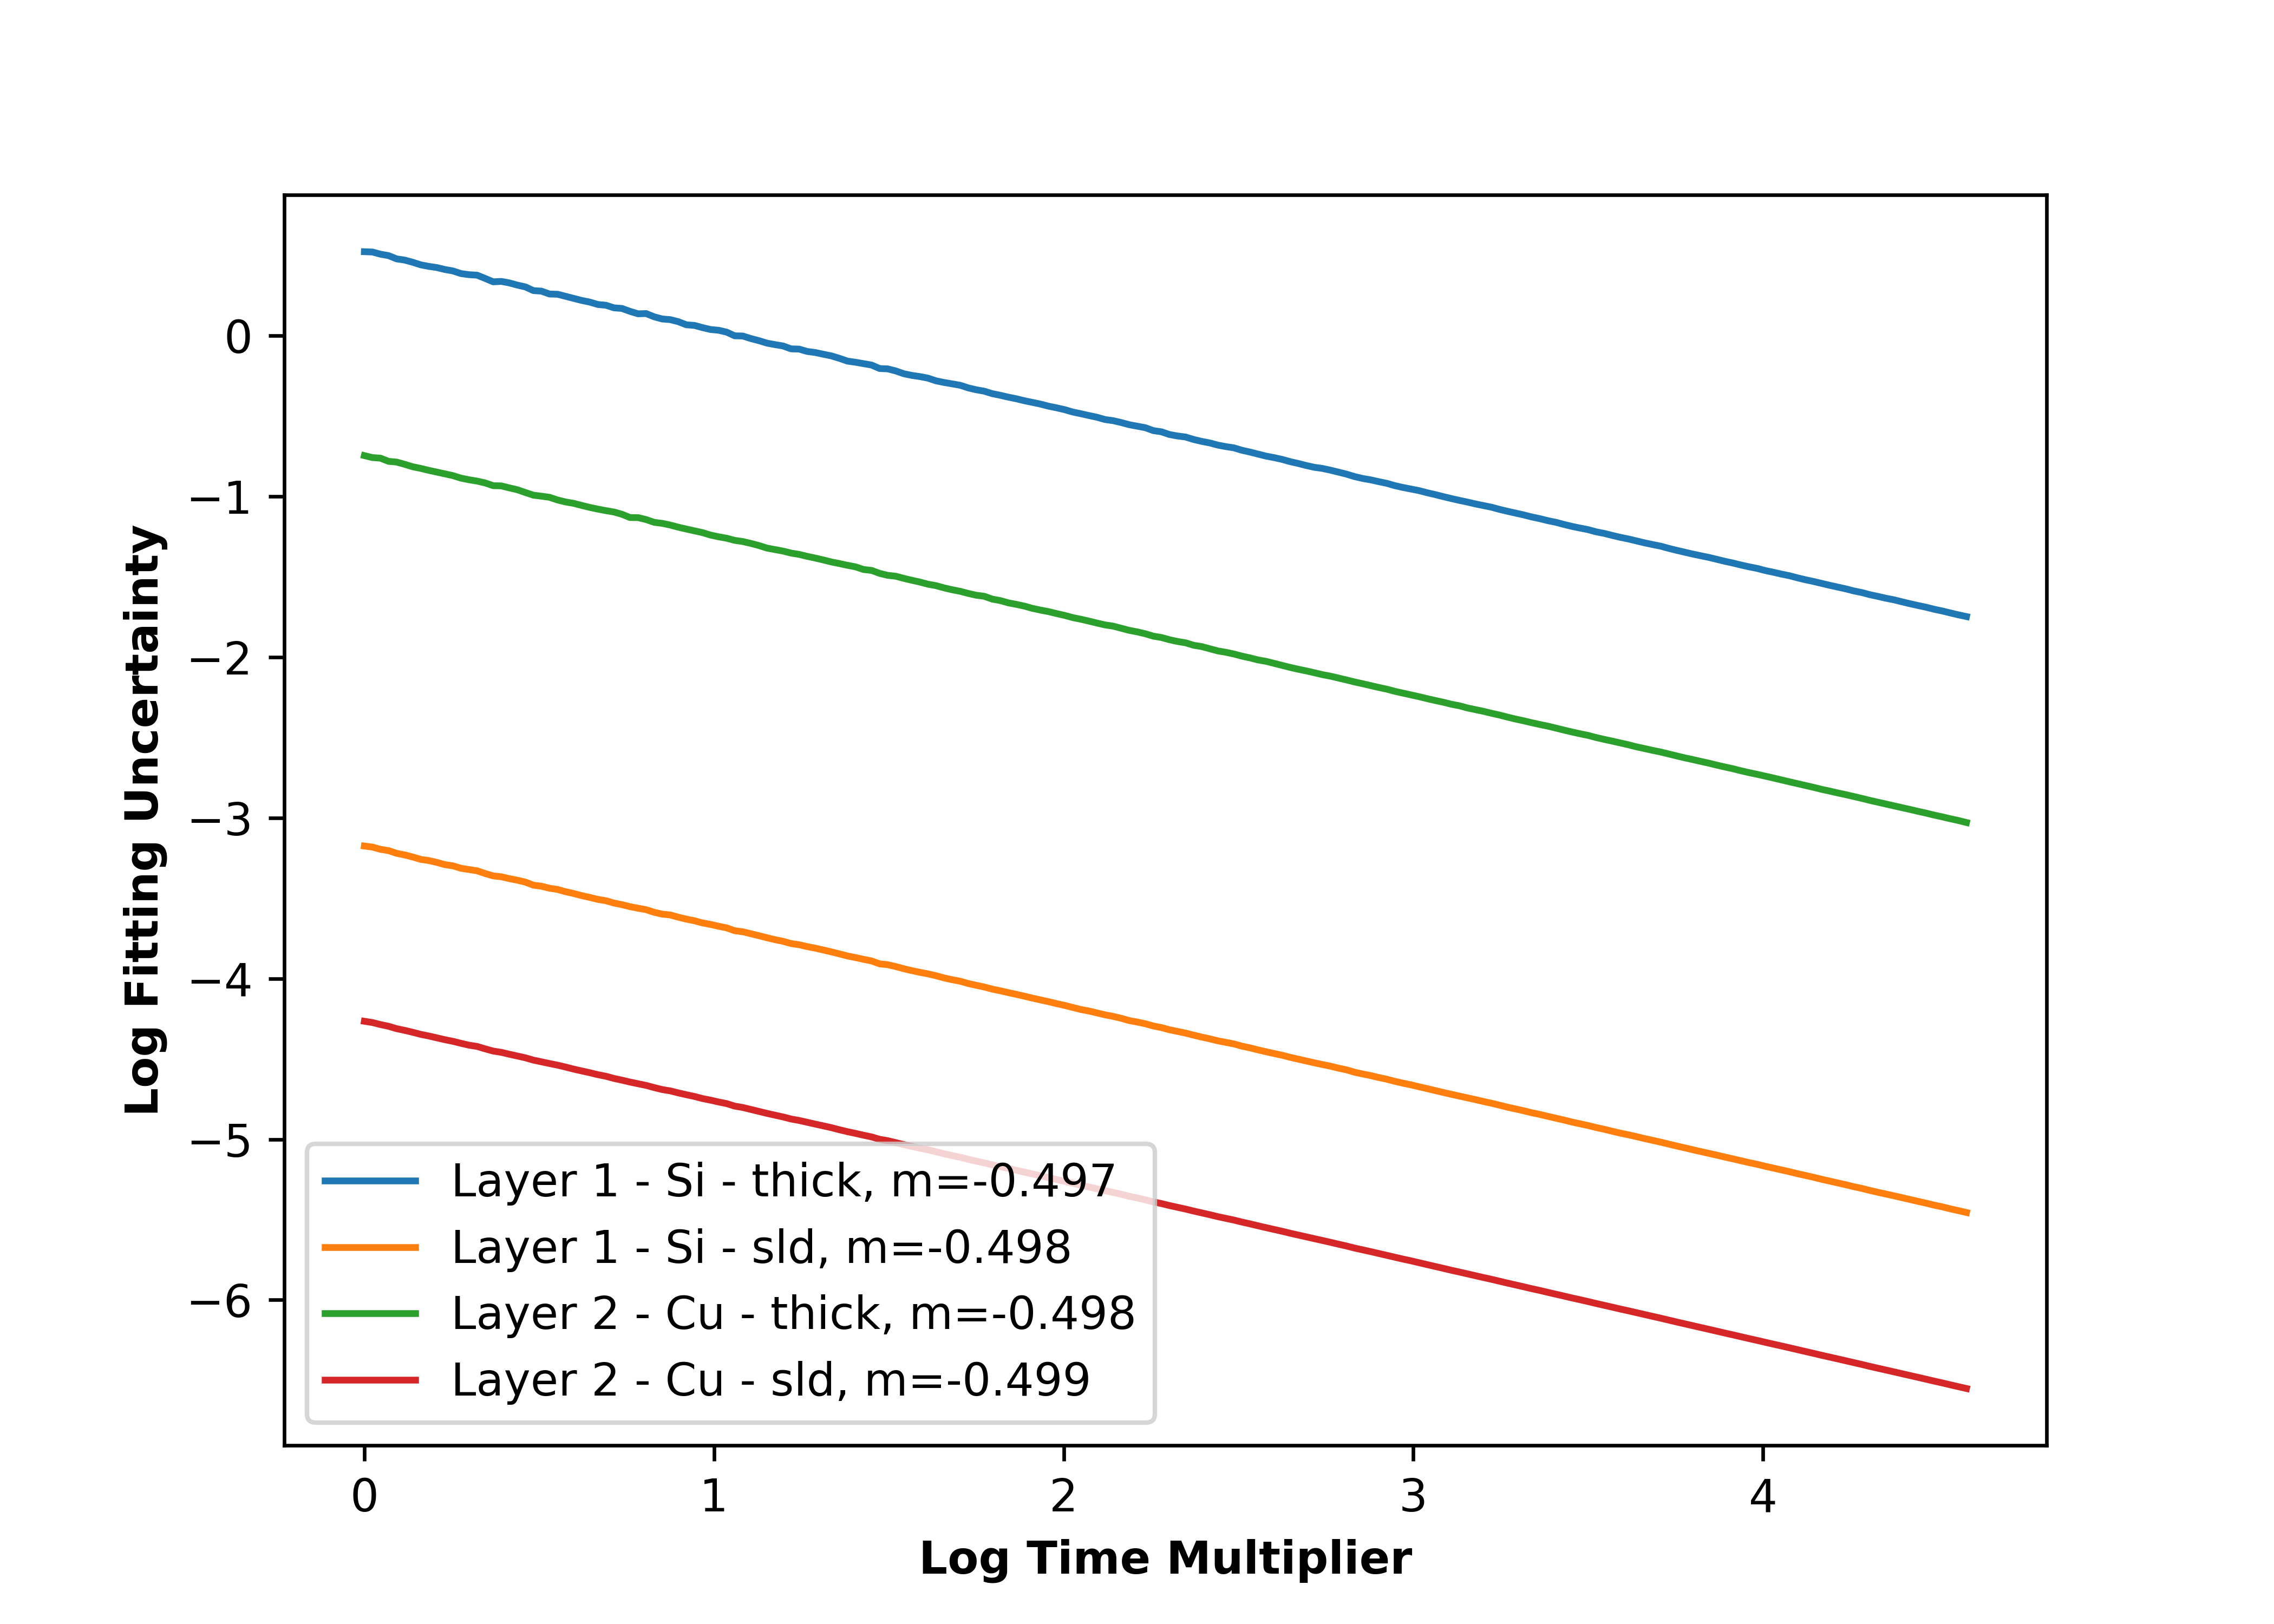 Log Fitting Uncertainty
0
−1
−2
−3
−4
−5
−6
Layer 1 - Si - thick, m=-0.497
Layer 1 - Si - sld, m=-0.498
Layer 2 - Cu - thick, m=-0.498
Layer 2 - Cu - sld, m=-0.499
0 1 2 3 4
Log Time Multiplier